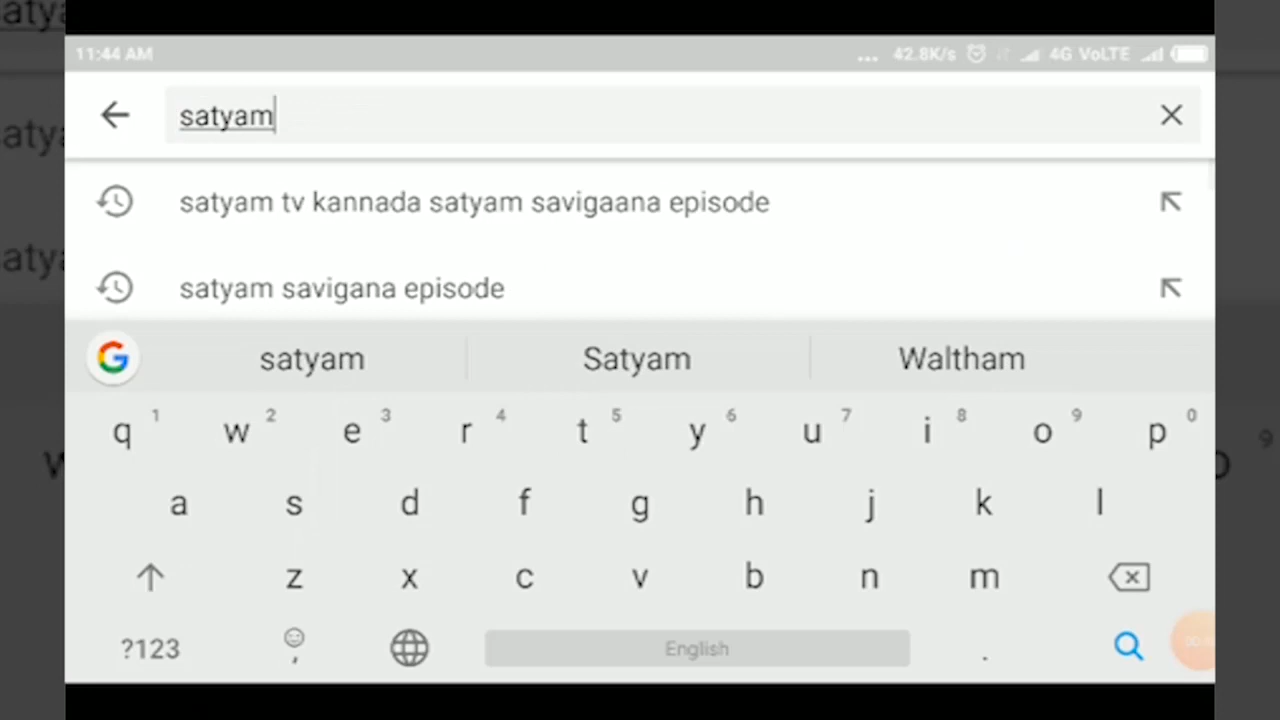 11:44 AM ... 42.8K/s 4G VoLTE
satyam
satyam tv kannada satyam savigaana episode
satyam savigana episode
G satyam Satyam Waltham
q 1 w 2 e 3 r 4 t 5 y 6 u 7 i 8 o 9 p 0
a s d f g h j k l
z x c v b n m
?123 , English .